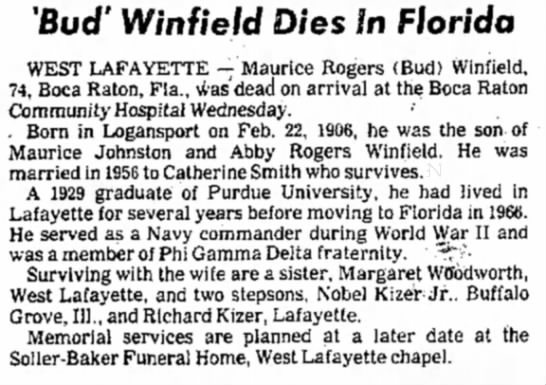 'Bud' Winfield Dies In Florida
WEST LAFAYETTE — Maurice Rogers (Bud) Winfield,
74, Boca Raton, Fla., was dead on arrival at the Boca Raton
Community Hospital Wednesday.
Born in Logansport on Feb. 22, 1906, he was the son of
Maurice Johnston and Abby Rogers Winfield. He was
married in 1956 to Catherine Smith who survives.
A 1929 graduate of Purdue University, he had lived in
Lafayette for several years before moving to Florida in 1966.
He served as a Navy commander during World War II and
was a member of Phi Gamma Delta fraternity.
Surviving with the wife are a sister, Margaret Woodworth,
West Lafayette, and two stepsons, Nobel Kizer Jr., Buffalo
Grove, Ill., and Richard Kizer, Lafayette.
Memorial services are planned at a later date at the
Soller-Baker Funeral Home, West Lafayette chapel.